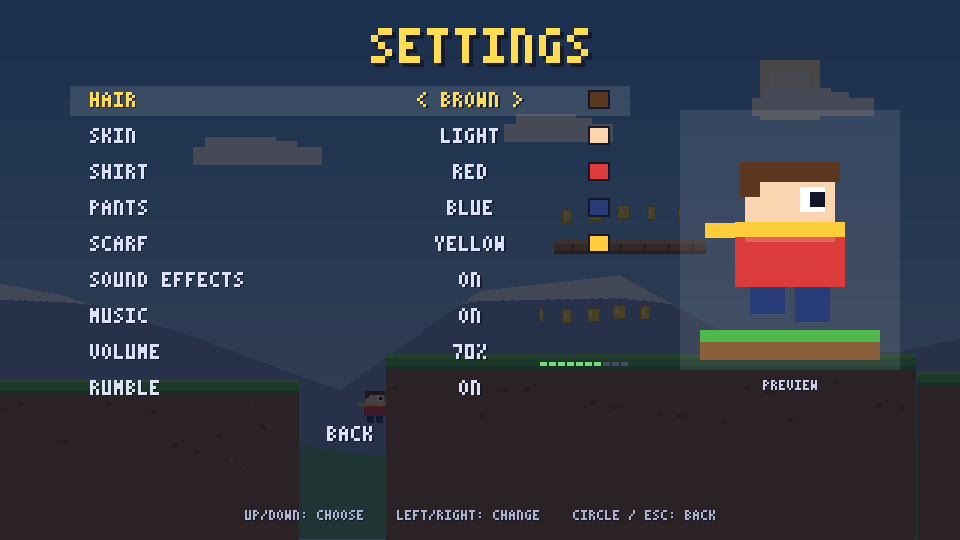 SETTINGS
HAIR < BROWN >
SKIN LIGHT
SHIRT RED
PANTS BLUE
SCARF YELLOW
SOUND EFFECTS ON
MUSIC ON
VOLUME 70%
RUMBLE ON
PREVIEW
BACK
UP/DOWN: CHOOSE LEFT/RIGHT: CHANGE CIRCLE / ESC: BACK